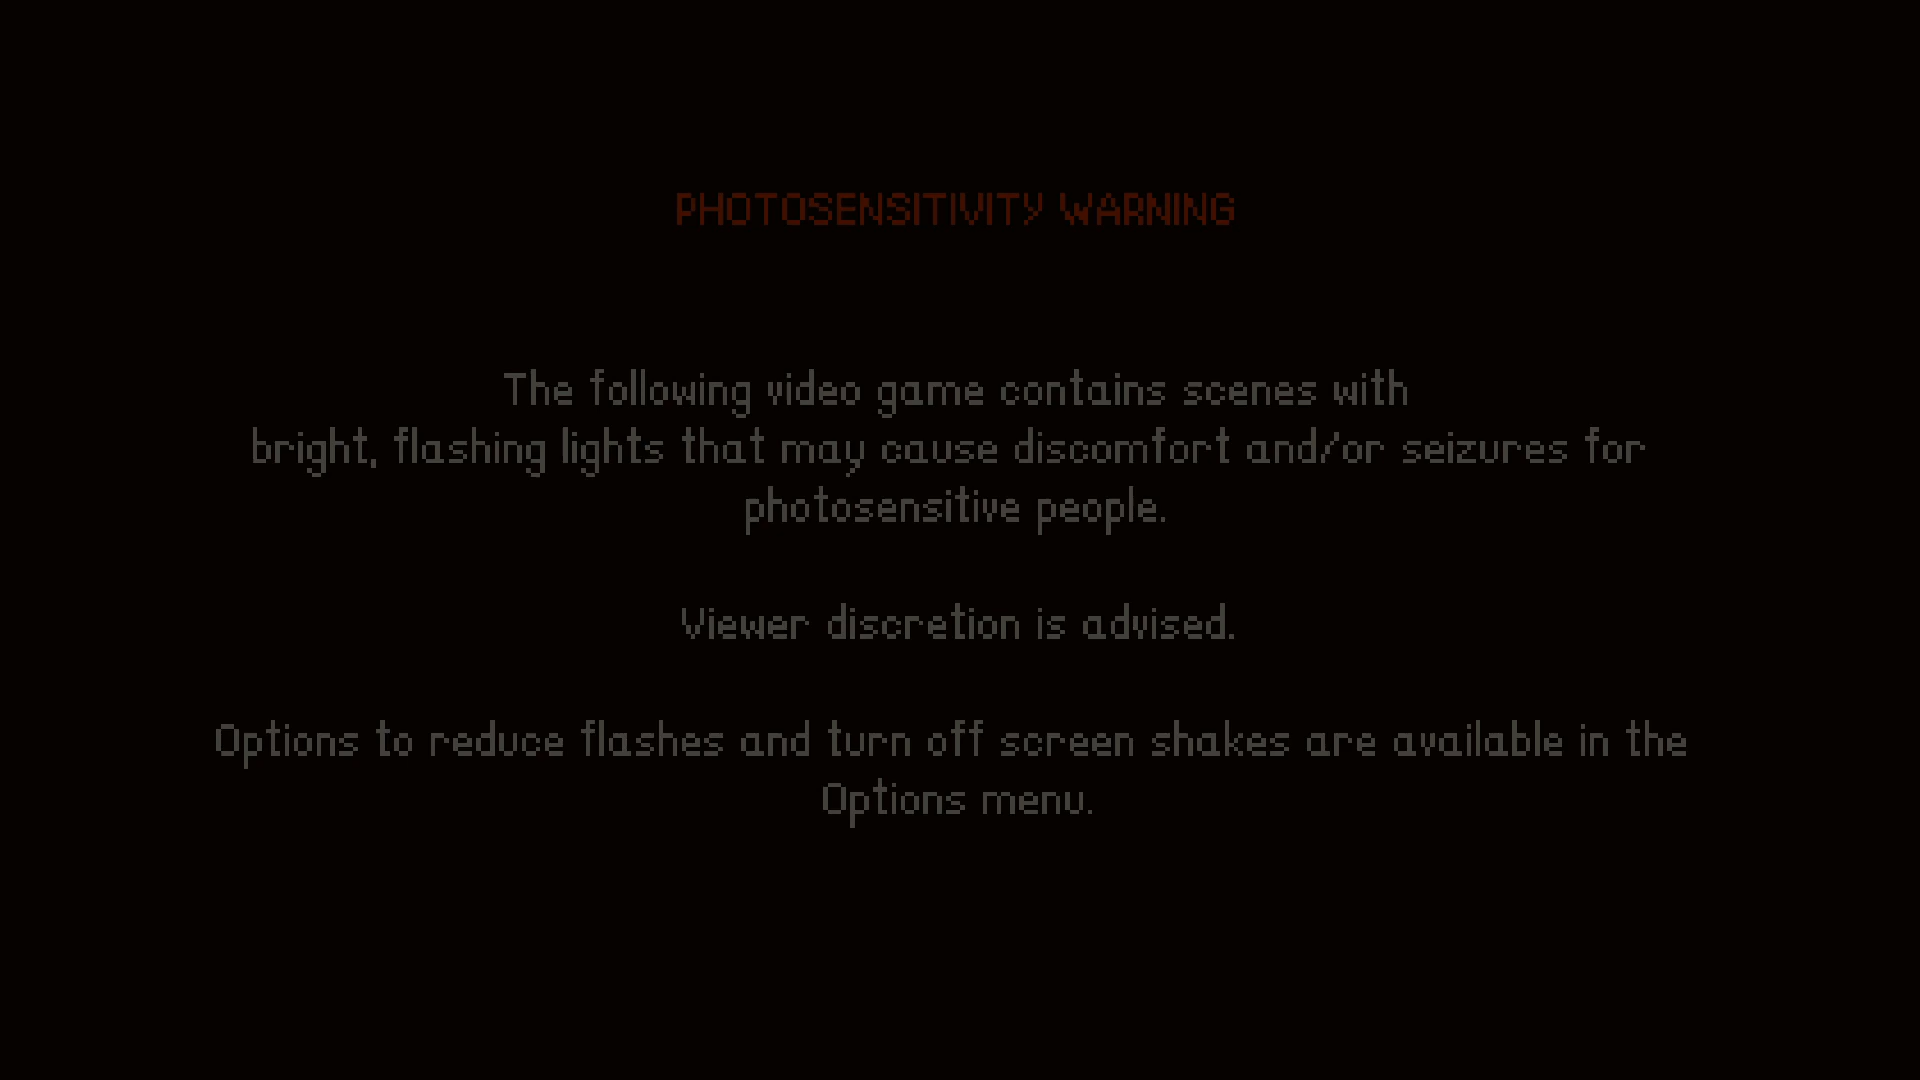 PHOTOSENSITIVITY WARNING
The following video game contains scenes with
bright, flashing lights that may cause discomfort and/or seizures for
photosensitive people.
Viewer discretion is advised.
Options to reduce flashes and turn off screen shakes are available in the
Options menu.